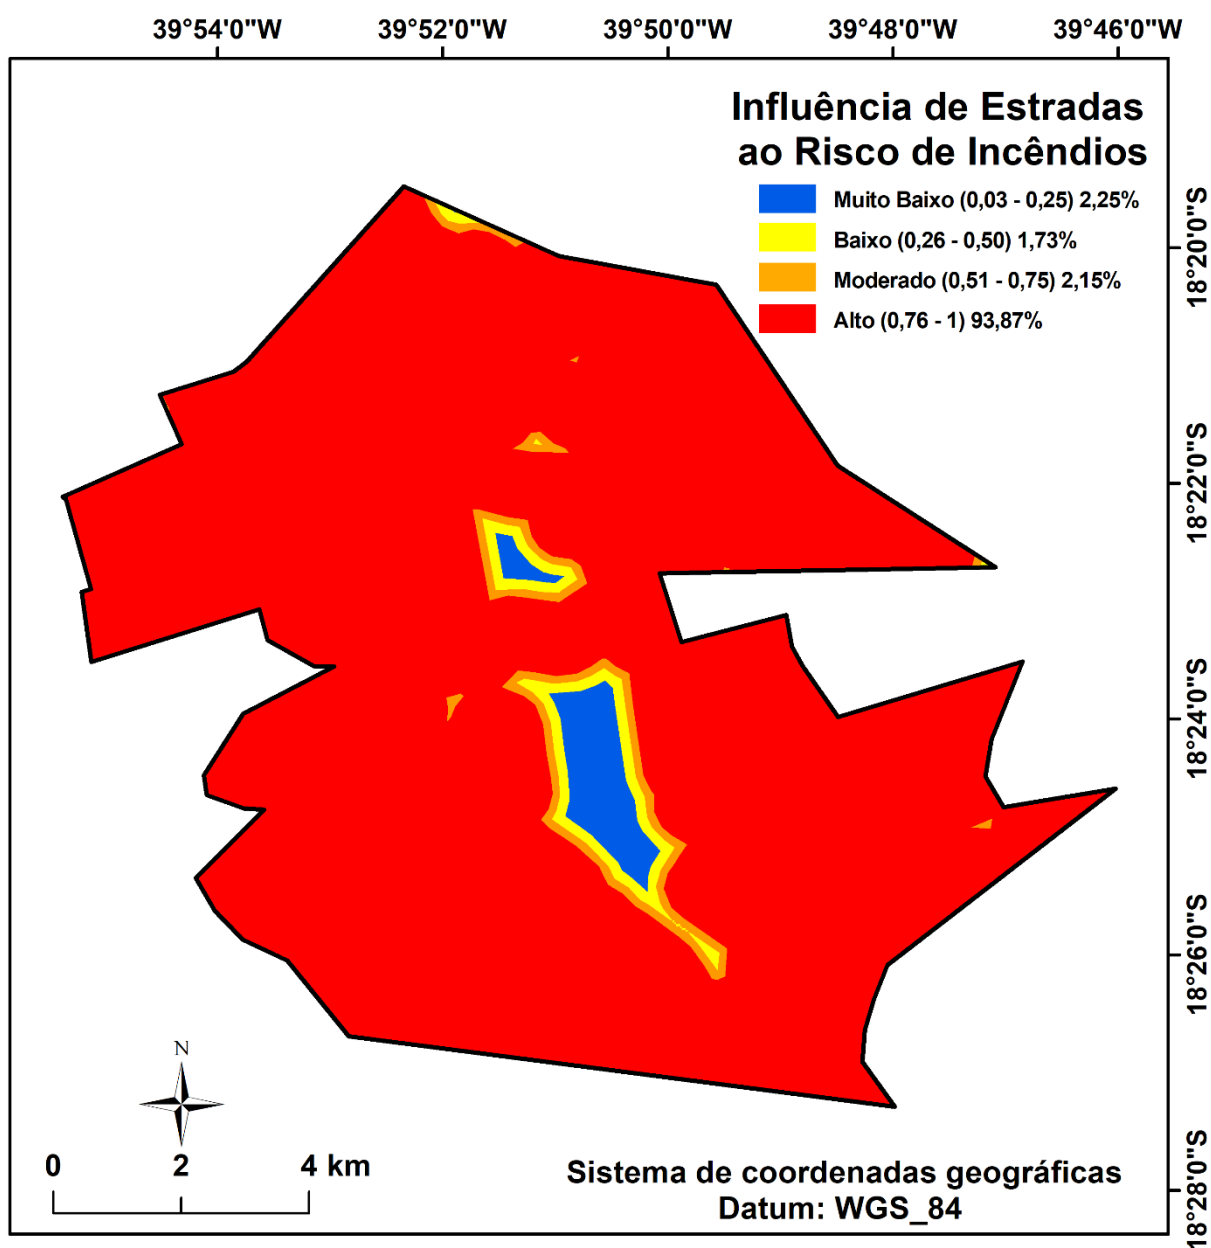 39°54'0"W 39°52'0"W 39°50'0"W 39°48'0"W 39°46'0"W
Influência de Estradas
ao Risco de Incêndios
Muito Baixo (0,03 - 0,25) 2,25%
Baixo (0,26 - 0,50) 1,73%
Moderado (0,51 - 0,75) 2,15%
Alto (0,76 - 1) 93,87%
18°20'0"S
18°22'0"S
18°24'0"S
18°26'0"S
18°28'0"S
N
0 2 4 km
Sistema de coordenadas geográficas
Datum: WGS_84